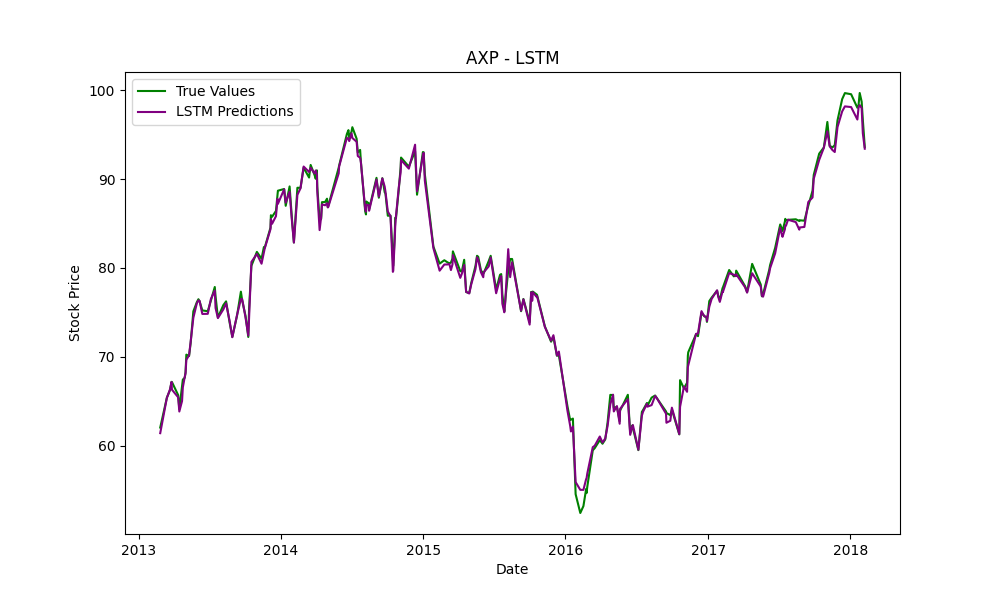 AXP - LSTM
True Values
LSTM Predictions
100
90
80
70
60
Stock Price
2013 2014 2015 2016 2017 2018
Date